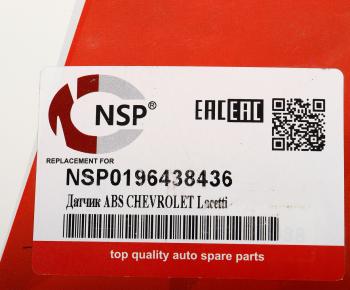 NSP®
EAC EAC
REPLACEMENT FOR
NSP0196438436
Датчик ABS CHEVROLET Lacetti
top quality auto spare parts